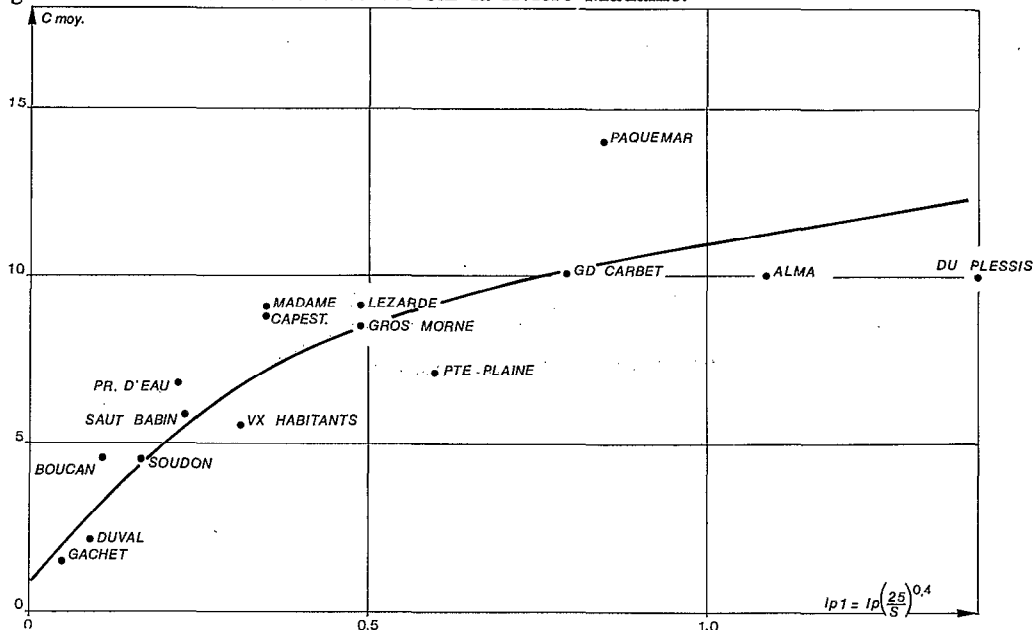 C moy.
15
PAQUEMAR
10
GD CARBET
ALMA
DU PLESSIS
MADAME
LEZARDE
CAPEST.
GROS MORNE
PTE-PLAINE
PR. D'EAU
SAUT BABIN
VX HABITANTS
5
BOUCAN
SOUDON
DUVAL
GACHET
0
Ip1 = Ip(25/S)^0,4
0
0.5
1.0